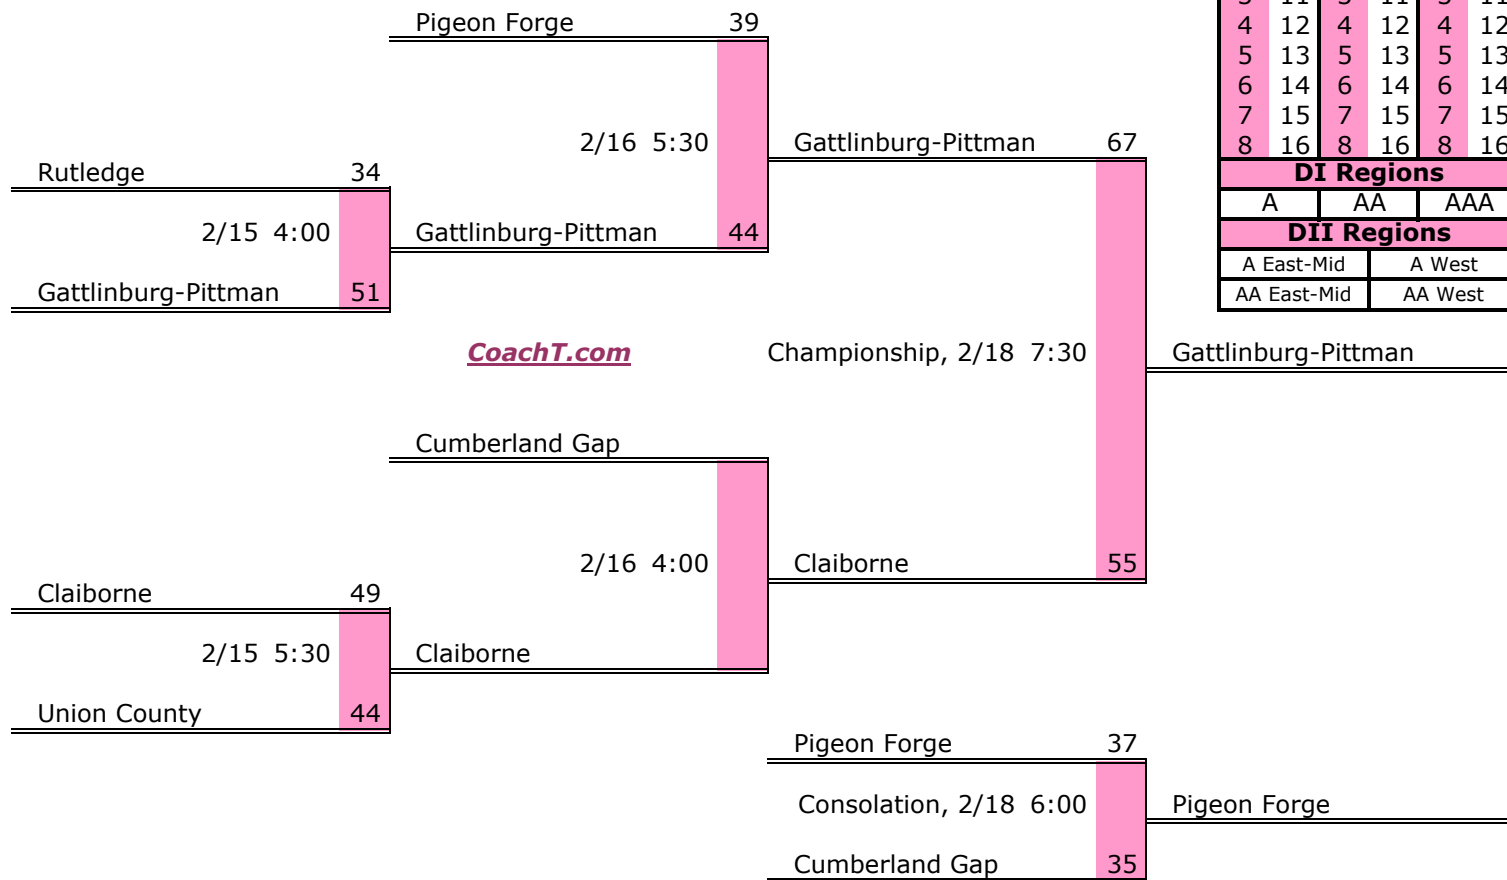 Pigeon Forge 39
4 12 4 12 4 12
5 13 5 13 5 13
6 14 6 14 6 14
2/16 5:30
Gattlinburg-Pittman 67
7 15 7 15 7 15
8 16 8 16 8 16
Rutledge 34
DI Regions
A AA AAA
2/15 4:00
Gattlinburg-Pittman 44
DII Regions
A East-Mid A West
Gattlinburg-Pittman 51
AA East-Mid AA West
CoachT.com
Championship, 2/18 7:30
Gattlinburg-Pittman
Cumberland Gap
2/16 4:00
Claiborne 55
Claiborne 49
2/15 5:30
Claiborne
Union County 44
Pigeon Forge 37
Consolation, 2/18 6:00
Pigeon Forge
Cumberland Gap 35